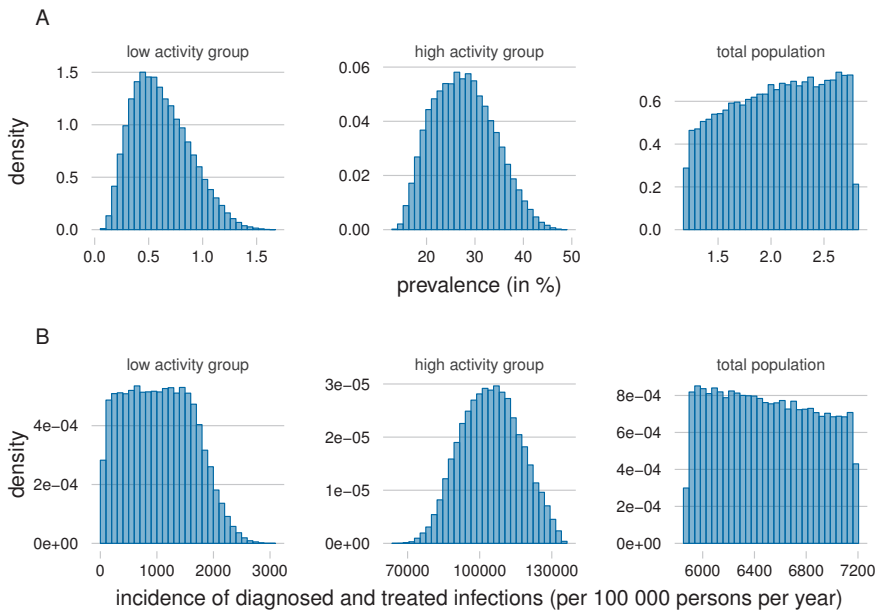 A
low activity group
high activity group
total population
density
1.5
1.0
0.5
0.0
0.0 0.5 1.0 1.5
0.06
0.04
0.02
0.00
20 30 40 50
0.6
0.4
0.2
0.0
1.5 2.0 2.5
prevalence (in %)
B
low activity group
high activity group
total population
density
4e−04
2e−04
0e+00
0 1000 2000 3000
3e−05
2e−05
1e−05
0e+00
70000 100000 130000
8e−04
6e−04
4e−04
2e−04
0e+00
6000 6400 6800 7200
incidence of diagnosed and treated infections (per 100 000 persons per year)